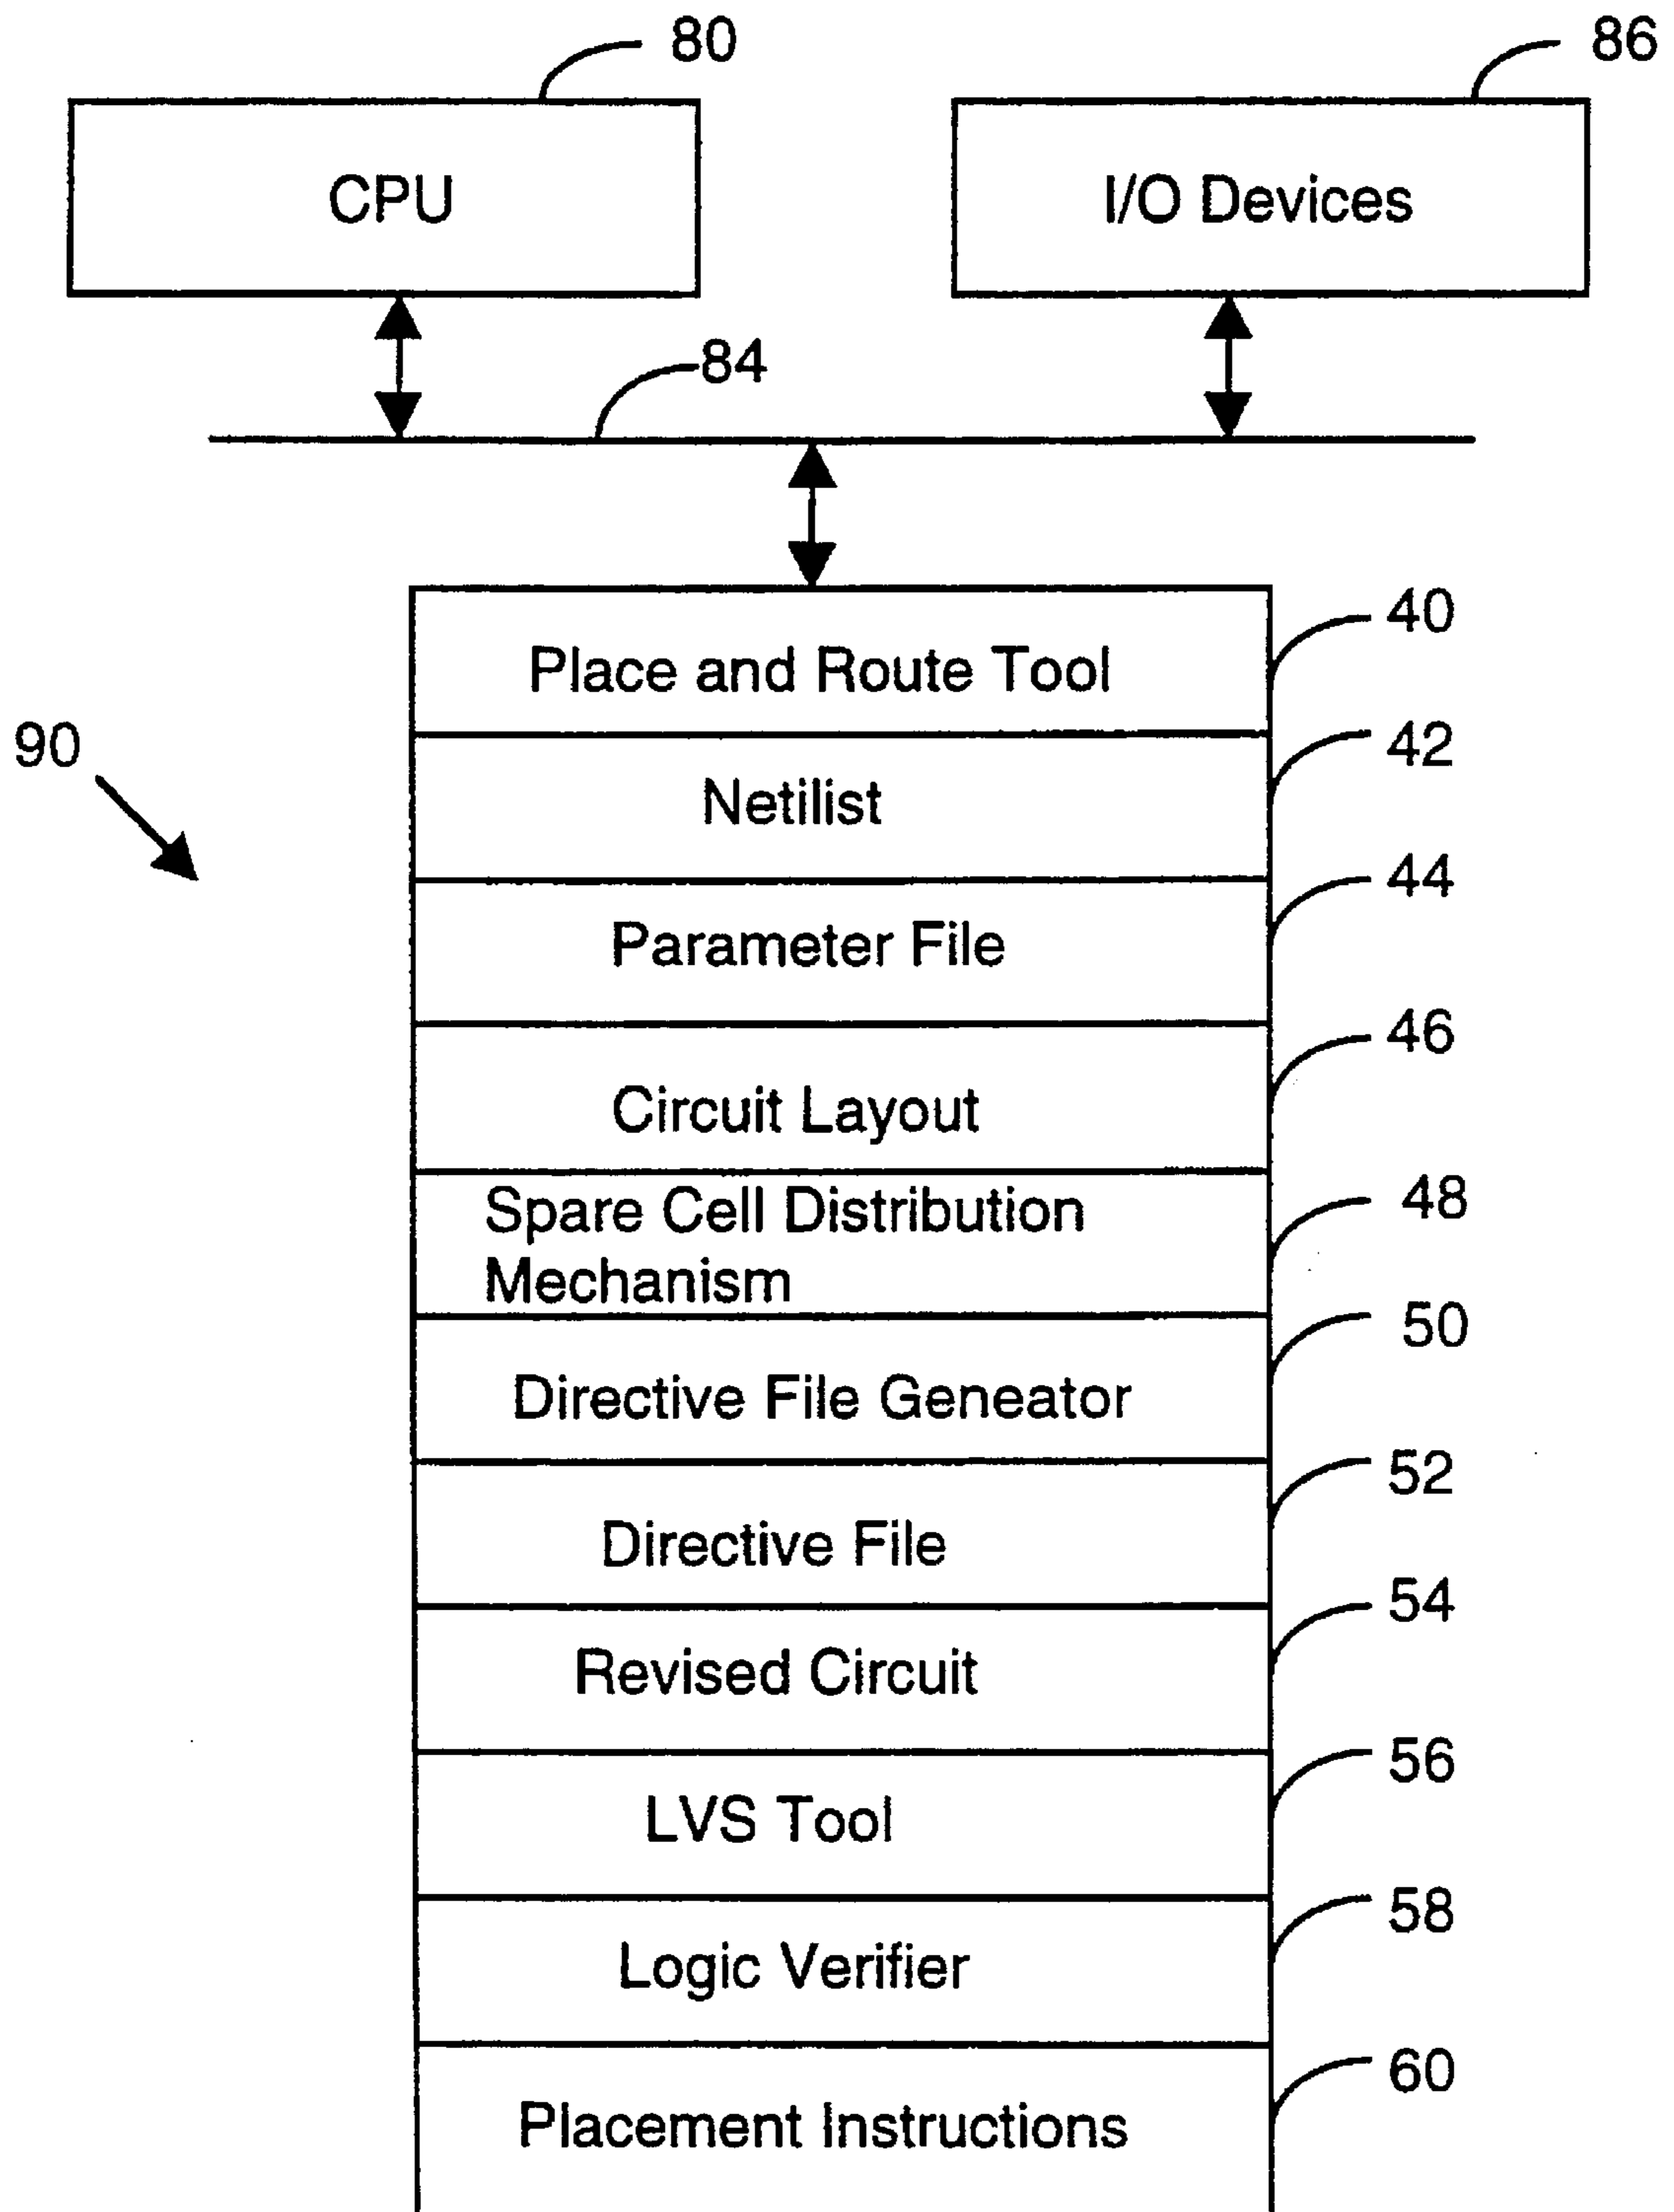 80
86
CPU
I/O Devices
84
Place and Route Tool
40
90
Netilist
42
Parameter File
44
Circuit Layout
46
Spare Cell Distribution
Mechanism
48
Directive File Geneator
50
Directive File
52
Revised Circuit
54
LVS Tool
56
Logic Verifier
58
Placement Instructions
60